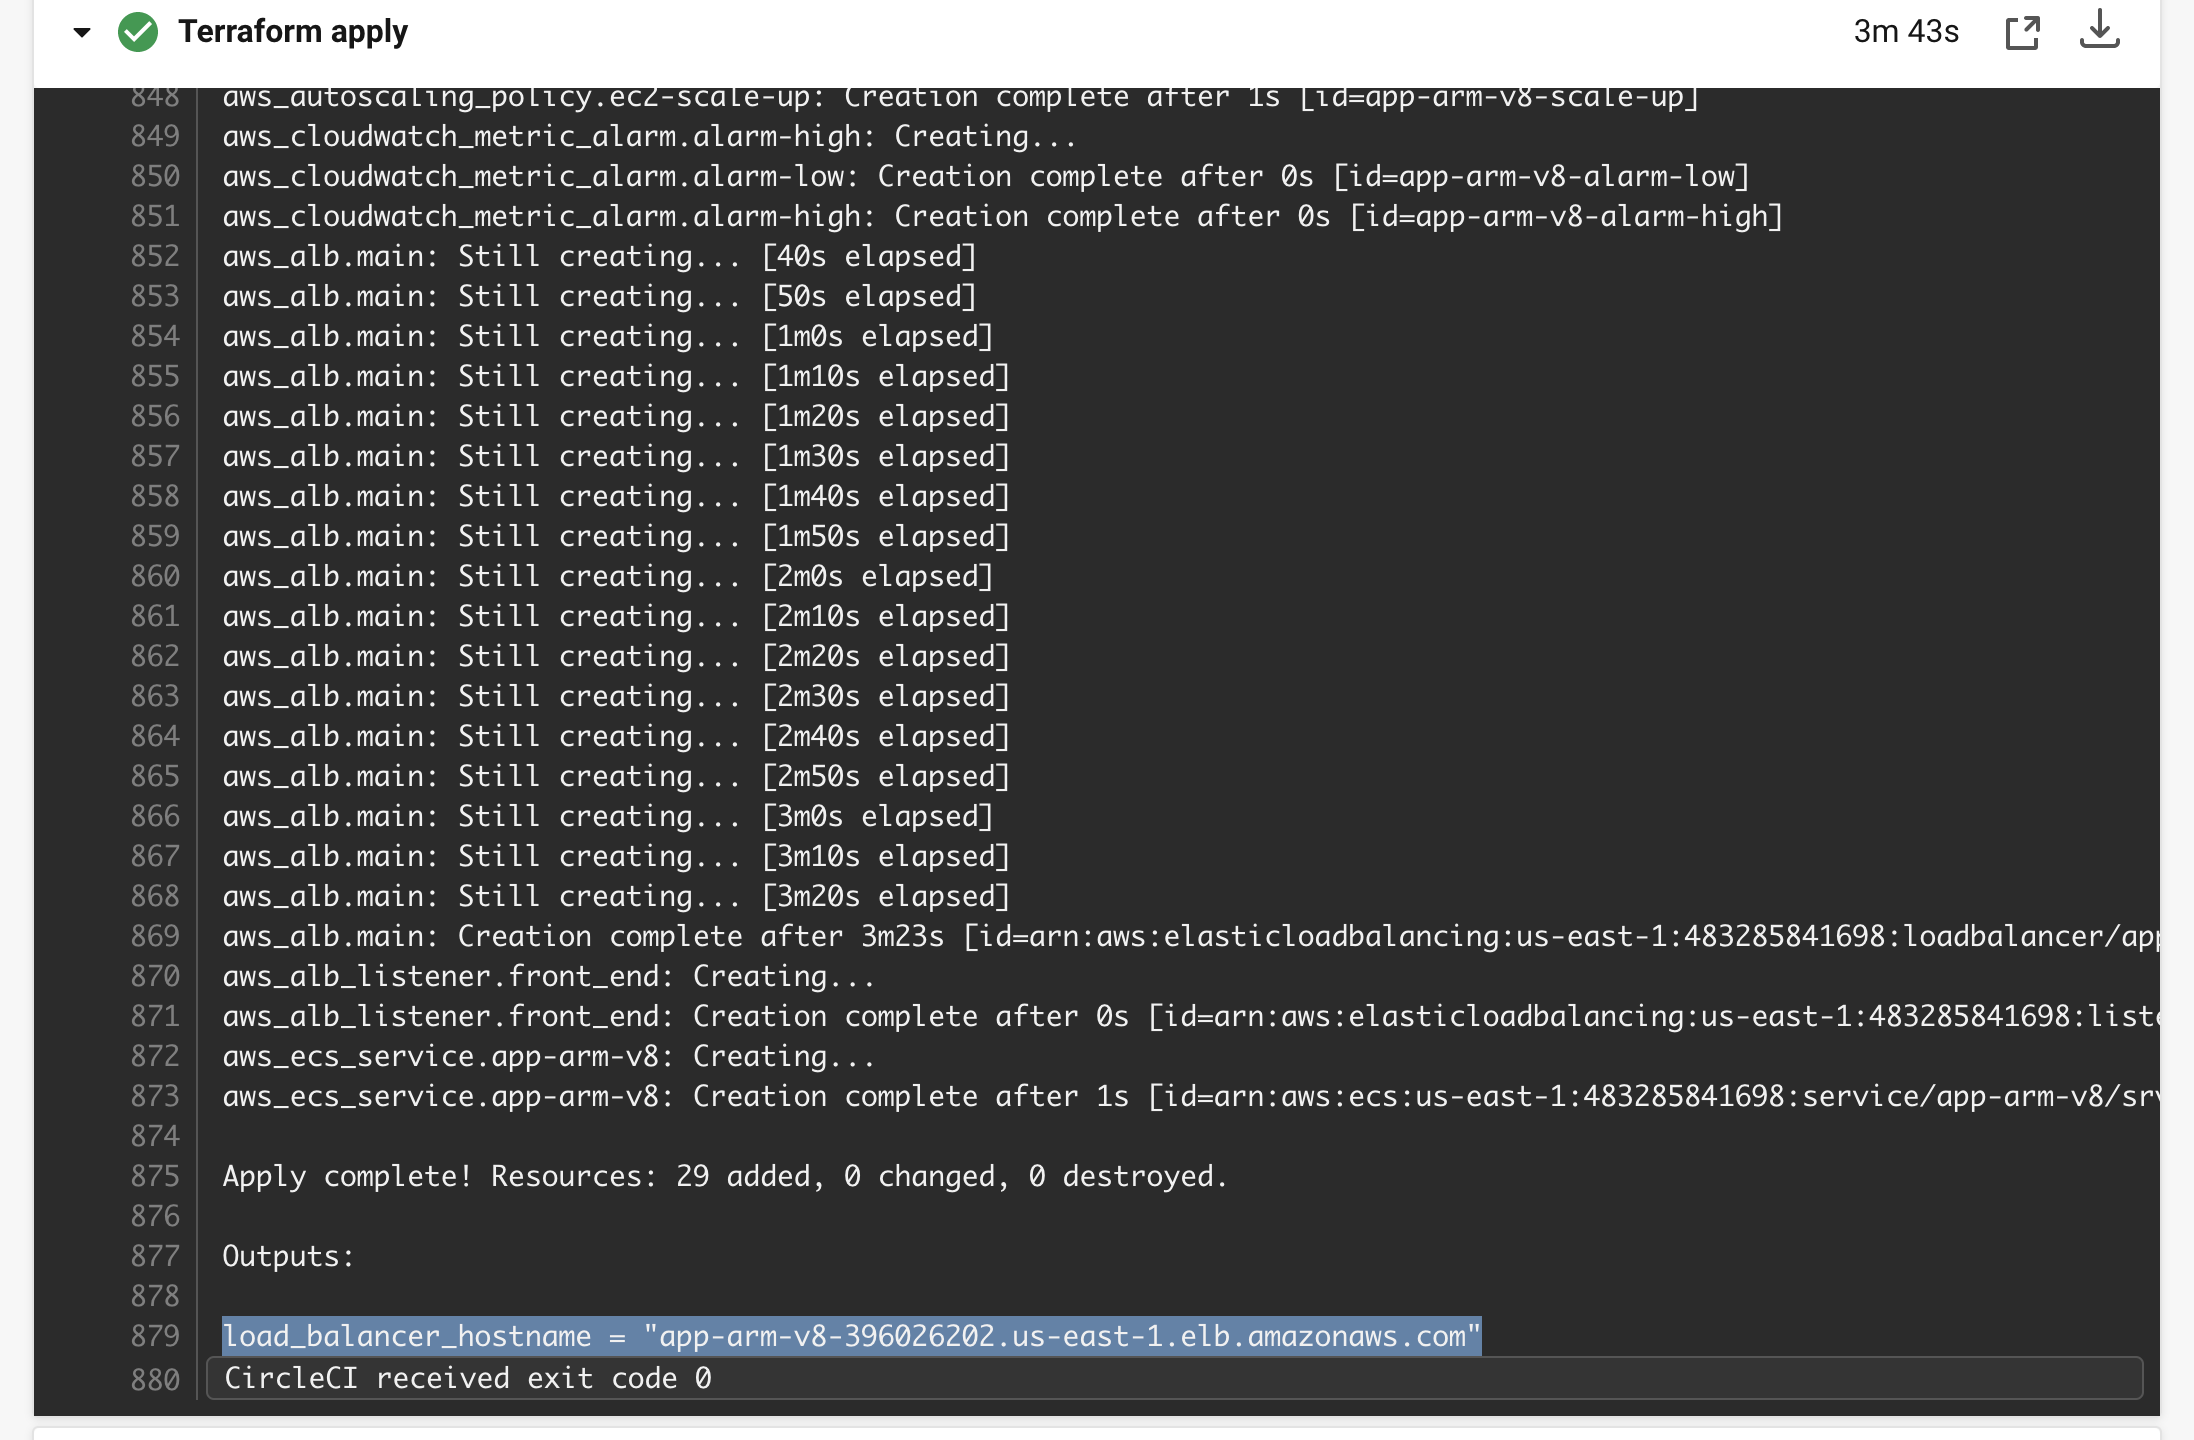 Terraform apply
3m 43s
848 aws_autoscaling_policy.ec2-scale-up: Creation complete after 1s [id=app-arm-v8-scale-up]
849 aws_cloudwatch_metric_alarm.alarm-high: Creating...
850 aws_cloudwatch_metric_alarm.alarm-low: Creation complete after 0s [id=app-arm-v8-alarm-low]
851 aws_cloudwatch_metric_alarm.alarm-high: Creation complete after 0s [id=app-arm-v8-alarm-high]
852 aws_alb.main: Still creating... [40s elapsed]
853 aws_alb.main: Still creating... [50s elapsed]
854 aws_alb.main: Still creating... [1m0s elapsed]
855 aws_alb.main: Still creating... [1m10s elapsed]
856 aws_alb.main: Still creating... [1m20s elapsed]
857 aws_alb.main: Still creating... [1m30s elapsed]
858 aws_alb.main: Still creating... [1m40s elapsed]
859 aws_alb.main: Still creating... [1m50s elapsed]
860 aws_alb.main: Still creating... [2m0s elapsed]
861 aws_alb.main: Still creating... [2m10s elapsed]
862 aws_alb.main: Still creating... [2m20s elapsed]
863 aws_alb.main: Still creating... [2m30s elapsed]
864 aws_alb.main: Still creating... [2m40s elapsed]
865 aws_alb.main: Still creating... [2m50s elapsed]
866 aws_alb.main: Still creating... [3m0s elapsed]
867 aws_alb.main: Still creating... [3m10s elapsed]
868 aws_alb.main: Still creating... [3m20s elapsed]
869 aws_alb.main: Creation complete after 3m23s [id=arn:aws:elasticloadbalancing:us-east-1:483285841698:loadbalancer/app
870 aws_alb_listener.front_end: Creating...
871 aws_alb_listener.front_end: Creation complete after 0s [id=arn:aws:elasticloadbalancing:us-east-1:483285841698:liste
872 aws_ecs_service.app-arm-v8: Creating...
873 aws_ecs_service.app-arm-v8: Creation complete after 1s [id=arn:aws:ecs:us-east-1:483285841698:service/app-arm-v8/srv
874
875 Apply complete! Resources: 29 added, 0 changed, 0 destroyed.
876
877 Outputs:
878
879 load_balancer_hostname = "app-arm-v8-396026202.us-east-1.elb.amazonaws.com"
880 CircleCI received exit code 0